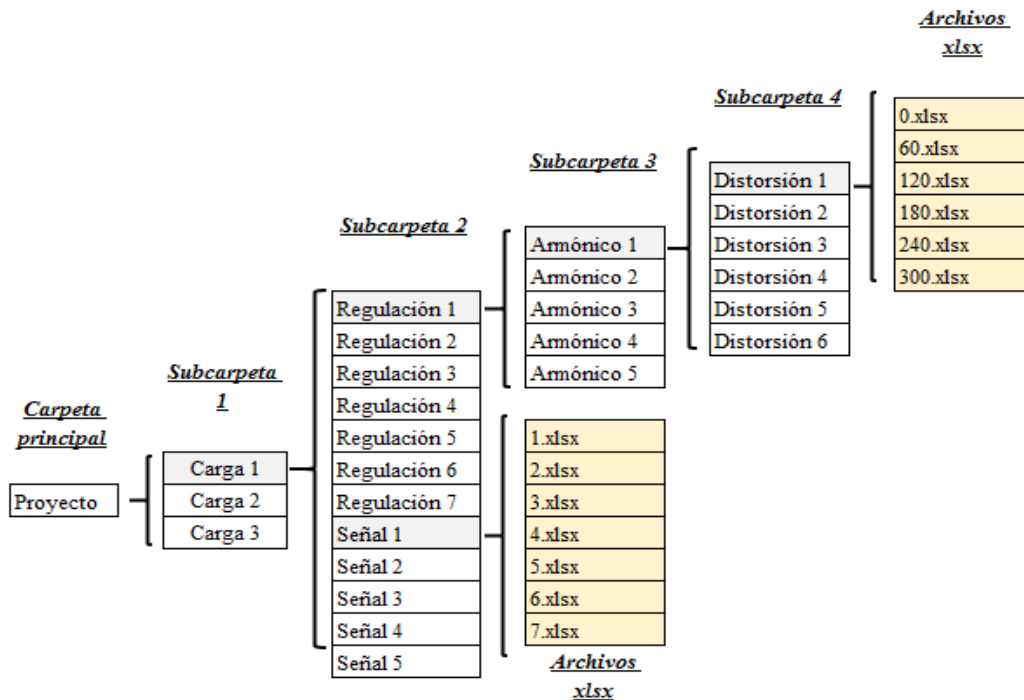 Carpeta
principal
Proyecto
Subcarpeta
1
Carga 1
Carga 2
Carga 3
Subcarpeta 2
Regulación 1
Regulación 2
Regulación 3
Regulación 4
Regulación 5
Regulación 6
Regulación 7
Señal 1
Señal 2
Señal 3
Señal 4
Señal 5
Subcarpeta 3
Armónico 1
Armónico 2
Armónico 3
Armónico 4
Armónico 5
1.xlsx
2.xlsx
3.xlsx
4.xlsx
5.xlsx
6.xlsx
7.xlsx
Archivos
xlsx
Subcarpeta 4
Distorsión 1
Distorsión 2
Distorsión 3
Distorsión 4
Distorsión 5
Distorsión 6
Archivos
xlsx
0.xlsx
60.xlsx
120.xlsx
180.xlsx
240.xlsx
300.xlsx